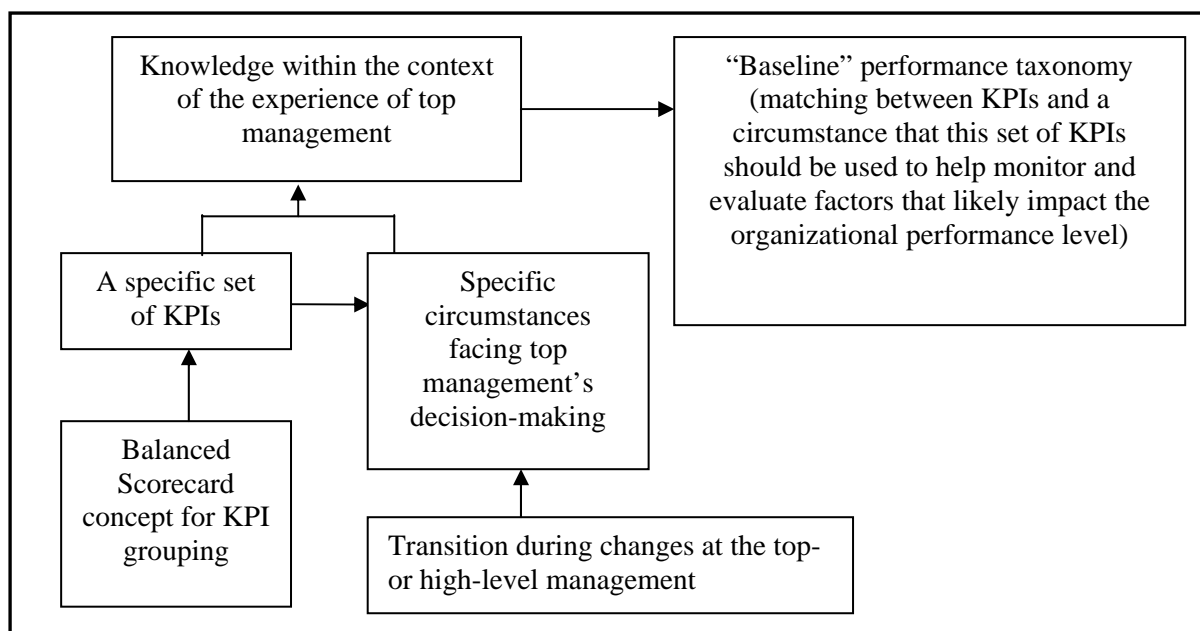 Knowledge within the context
of the experience of top
management
“Baseline” performance taxonomy
(matching between KPIs and a
circumstance that this set of KPIs
should be used to help monitor and
evaluate factors that likely impact the
organizational performance level)
A specific set
of KPIs
Specific
circumstances
facing top
management’s
decision-making
Balanced
Scorecard
concept for KPI
grouping
Transition during changes at the top-
or high-level management